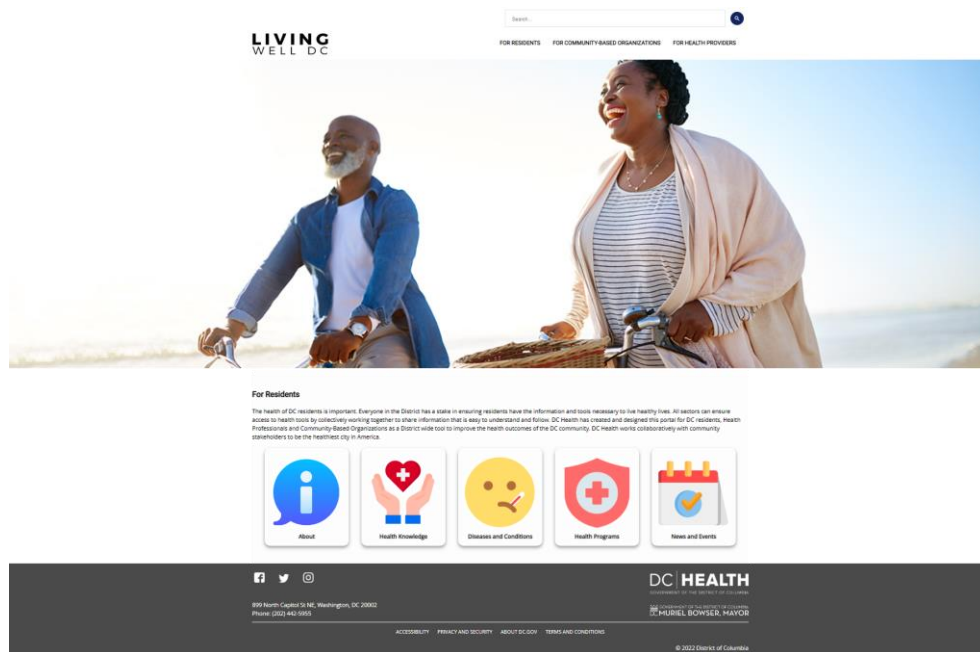 Search...
LIVING
WELL DC
FOR RESIDENTS FOR COMMUNITY-BASED ORGANIZATIONS FOR HEALTH PROVIDERS
For Residents
The health of DC residents is important. Everyone in the District has a stake in ensuring residents have the information and tools necessary to live healthy lives. All sectors can ensure
access to health tools by collectively working together to share information that is easy to understand and follow. DC Health has created and designed this portal for DC residents, Health
Professionals and Community-Based Organizations as a District wide tool to improve the health outcomes of the DC community. DC Health works collaboratively with community
stakeholders to be the healthiest city in America.
About Health Knowledge Diseases and Conditions Health Programs News and Events
DC HEALTH
GOVERNMENT OF THE DISTRICT OF COLUMBIA
899 North Capitol St NE, Washington, DC 20002
Phone: (202) 442-5955
GOVERNMENT OF THE DISTRICT OF COLUMBIA
MURIEL BOWSER, MAYOR
ACCESSIBILITY PRIVACY AND SECURITY ABOUT DC.GOV TERMS AND CONDITIONS
© 2022 District of Columbia